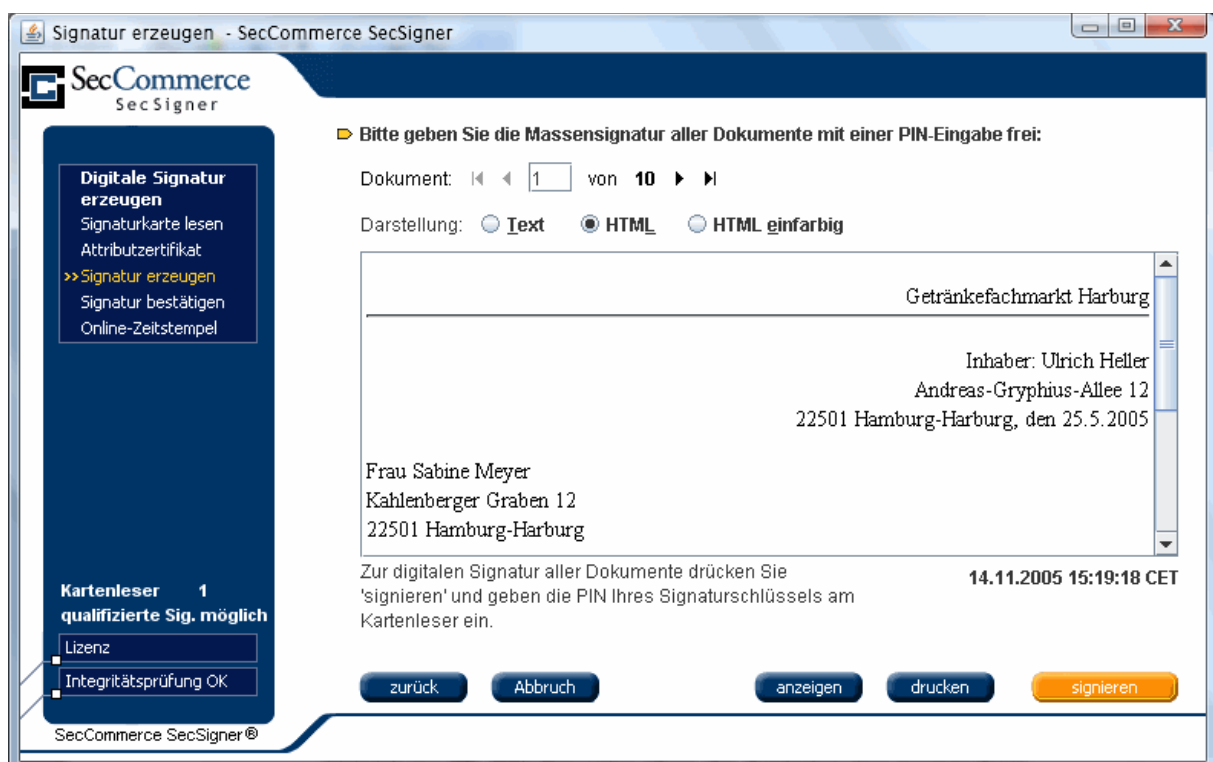 Signatur erzeugen - SecCommerce SecSigner
SecCommerce
SecSigner
Digitale Signatur
erzeugen
Signaturkarte lesen
Attributzertifikat
>>Signatur erzeugen
Signatur bestätigen
Online-Zeitstempel
Kartenleser 1
qualifizierte Sig. möglich
Lizenz
Integritätsprüfung OK
SecCommerce SecSigner®
Bitte geben Sie die Massensignatur aller Dokumente mit einer PIN-Eingabe frei:
Dokument: 1 von 10
Darstellung: Text HTML HTML einfarbig
Getränkefachmarkt Harburg
Inhaber: Ulrich Heller
Andreas-Gryphius-Allee 12
22501 Hamburg-Harburg, den 25.5.2005
Frau Sabine Meyer
Kahlenberger Graben 12
22501 Hamburg-Harburg
Zur digitalen Signatur aller Dokumente drücken Sie
'signieren' und geben die PIN Ihres Signaturschlüssels am
Kartenleser ein.
14.11.2005 15:19:18 CET
zurück Abbruch anzeigen drucken signieren